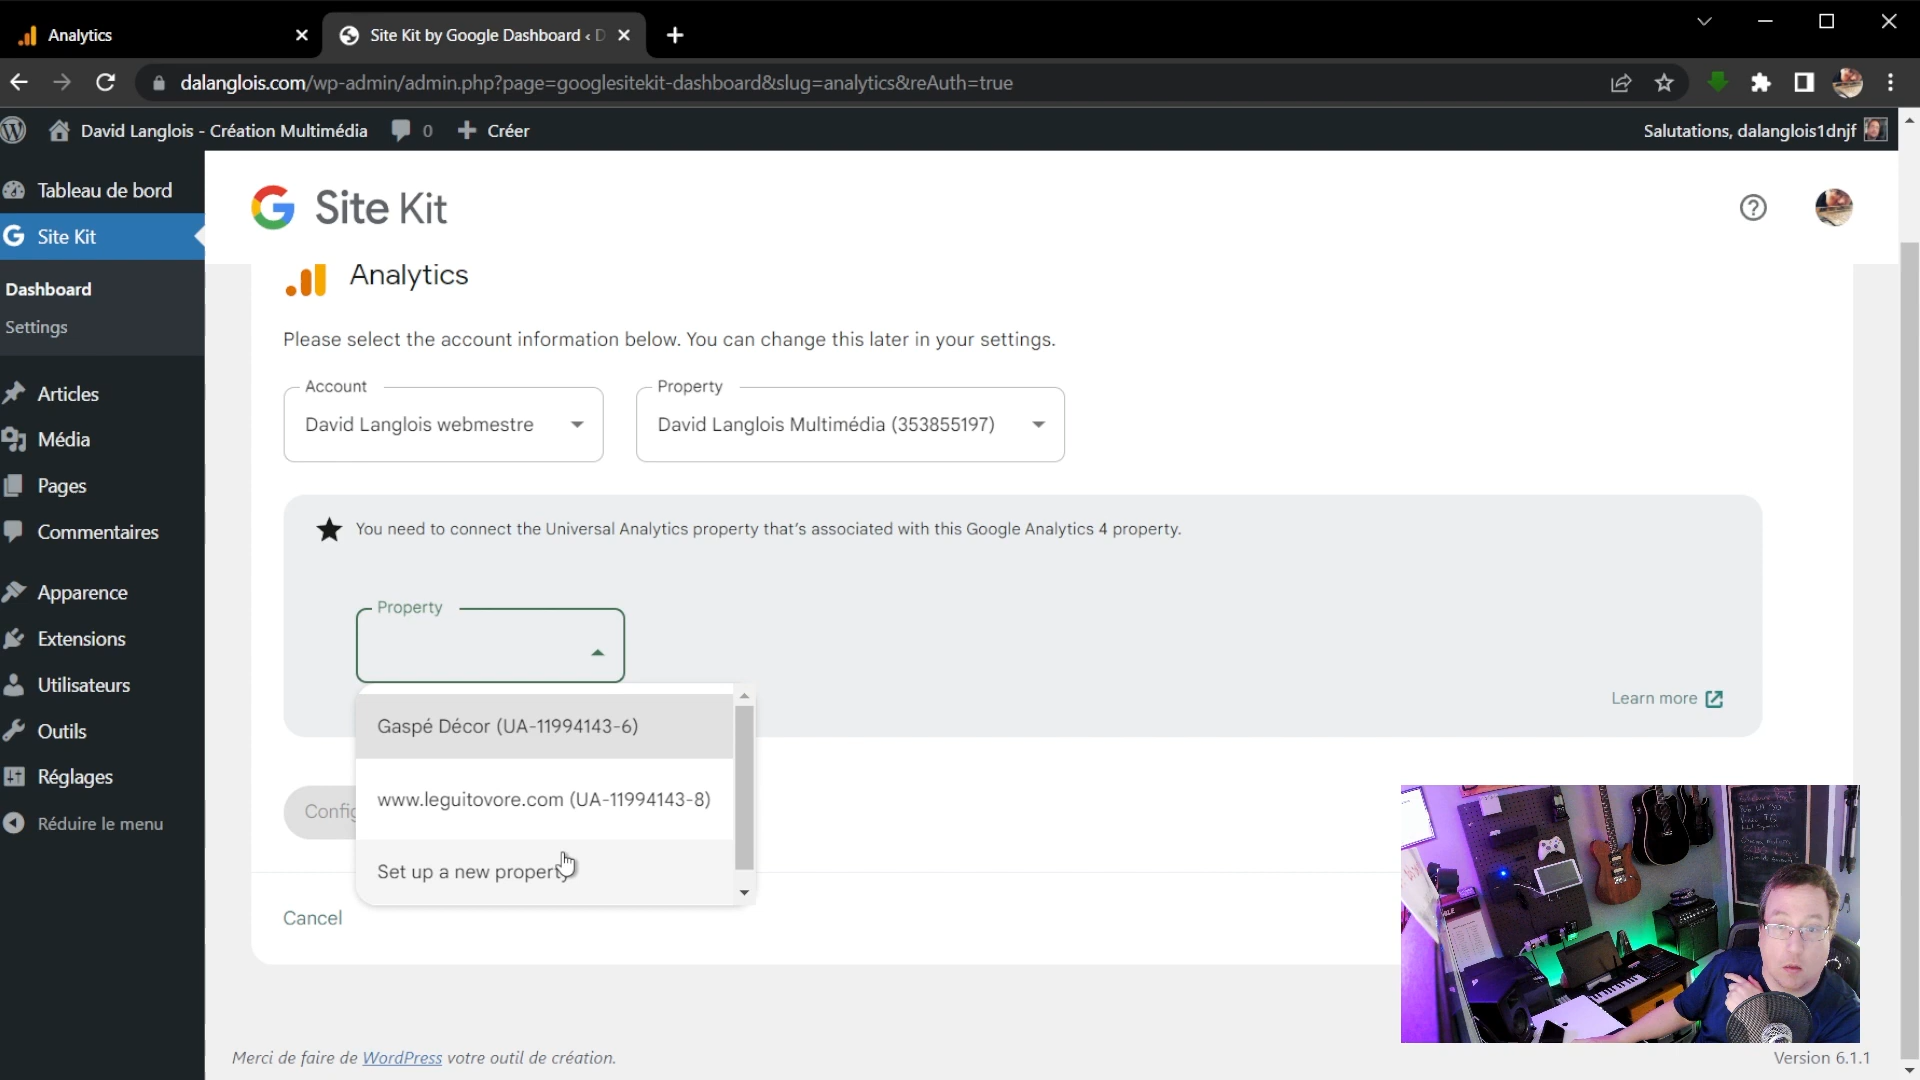 Analytics
Site Kit by Google Dashboard ‹ D
dalanglois.com/wp-admin/admin.php?page=googlesitekit-dashboard&slug=analytics&reAuth=true
David Langlois - Création Multimédia
0
Créer
Salutations, dalanglois1dnjf
Tableau de bord
Site Kit
Dashboard
Settings
Articles
Média
Pages
Commentaires
Apparence
Extensions
Utilisateurs
Outils
Réglages
Réduire le menu
Site Kit
Analytics
Please select the account information below. You can change this later in your settings.
Account
David Langlois webmestre
Property
David Langlois Multimédia (353855197)
You need to connect the Universal Analytics property that's associated with this Google Analytics 4 property.
Property
Gaspé Décor (UA-11994143-6)
www.leguitovore.com (UA-11994143-8)
Set up a new property
Learn more
Config
Cancel
Merci de faire de WordPress votre outil de création.
Version 6.1.1